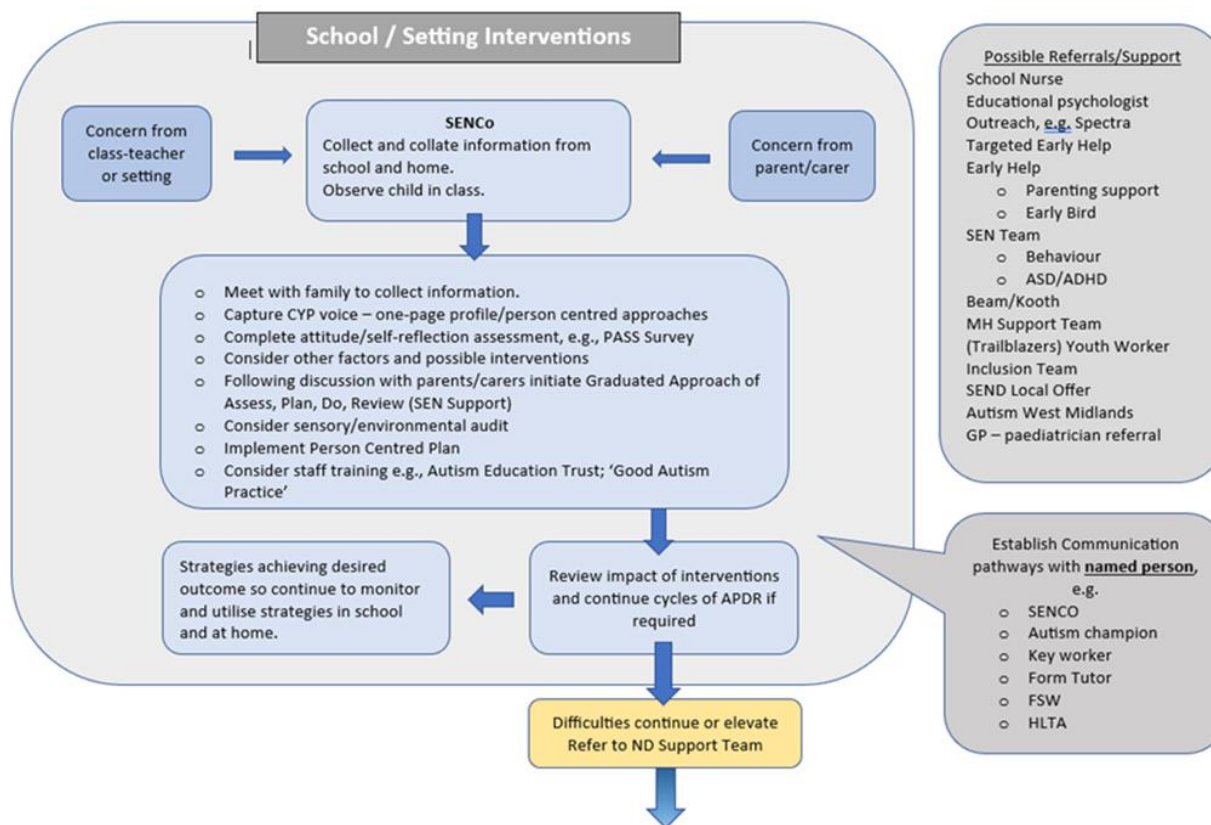 School / Setting Interventions
Concern from
class-teacher
or setting
SENCo
Collect and collate information from
school and home.
Observe child in class.
Concern from
parent/carer
o Meet with family to collect information.
o Capture CYP voice – one-page profile/person centred approaches
o Complete attitude/self-reflection assessment, e.g., PASS Survey
o Consider other factors and possible interventions
o Following discussion with parents/carers initiate Graduated Approach of
Assess, Plan, Do, Review (SEN Support)
o Consider sensory/environmental audit
o Implement Person Centred Plan
o Consider staff training e.g., Autism Education Trust; ‘Good Autism
Practice’
Strategies achieving desired
outcome so continue to monitor
and utilise strategies in school
and at home.
Review impact of interventions
and continue cycles of APDR if
required
Difficulties continue or elevate
Refer to ND Support Team
Possible Referrals/Support
School Nurse
Educational psychologist
Outreach, e.g. Spectra
Targeted Early Help
Early Help
o Parenting support
o Early Bird
SEN Team
o Behaviour
o ASD/ADHD
Beam/Kooth
MH Support Team
(Trailblazers) Youth Worker
Inclusion Team
SEND Local Offer
Autism West Midlands
GP – paediatrician referral
Establish Communication
pathways with named person,
e.g.
o SENCO
o Autism champion
o Key worker
o Form Tutor
o FSW
o HLTA